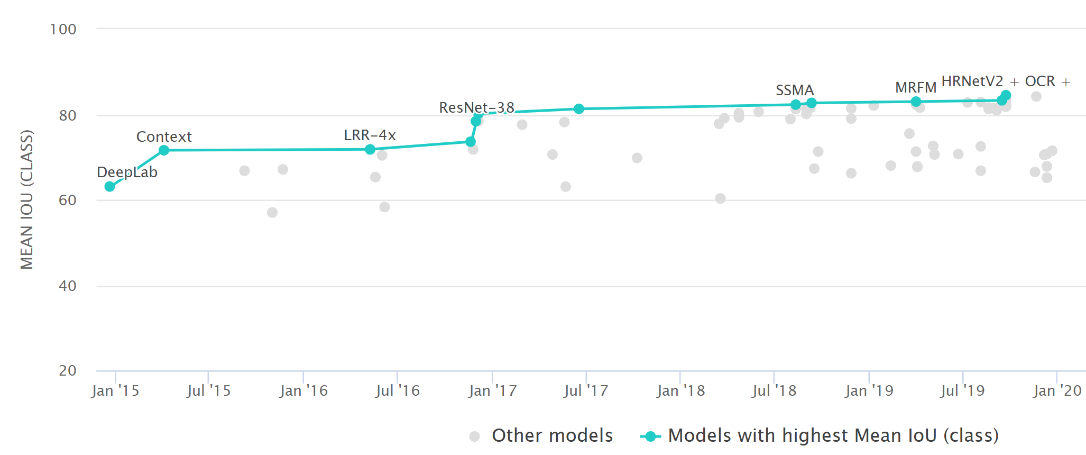 100
80
60
40
20
MEAN IOU (CLASS)
DeepLab
Context
LRR-4x
ResNet-38
SSMA
MRFM
HRNetV2 + OCR +
Jan '15
Jul '15
Jan '16
Jul '16
Jan '17
Jul '17
Jan '18
Jul '18
Jan '19
Jul '19
Jan '20
Other models
Models with highest Mean IoU (class)